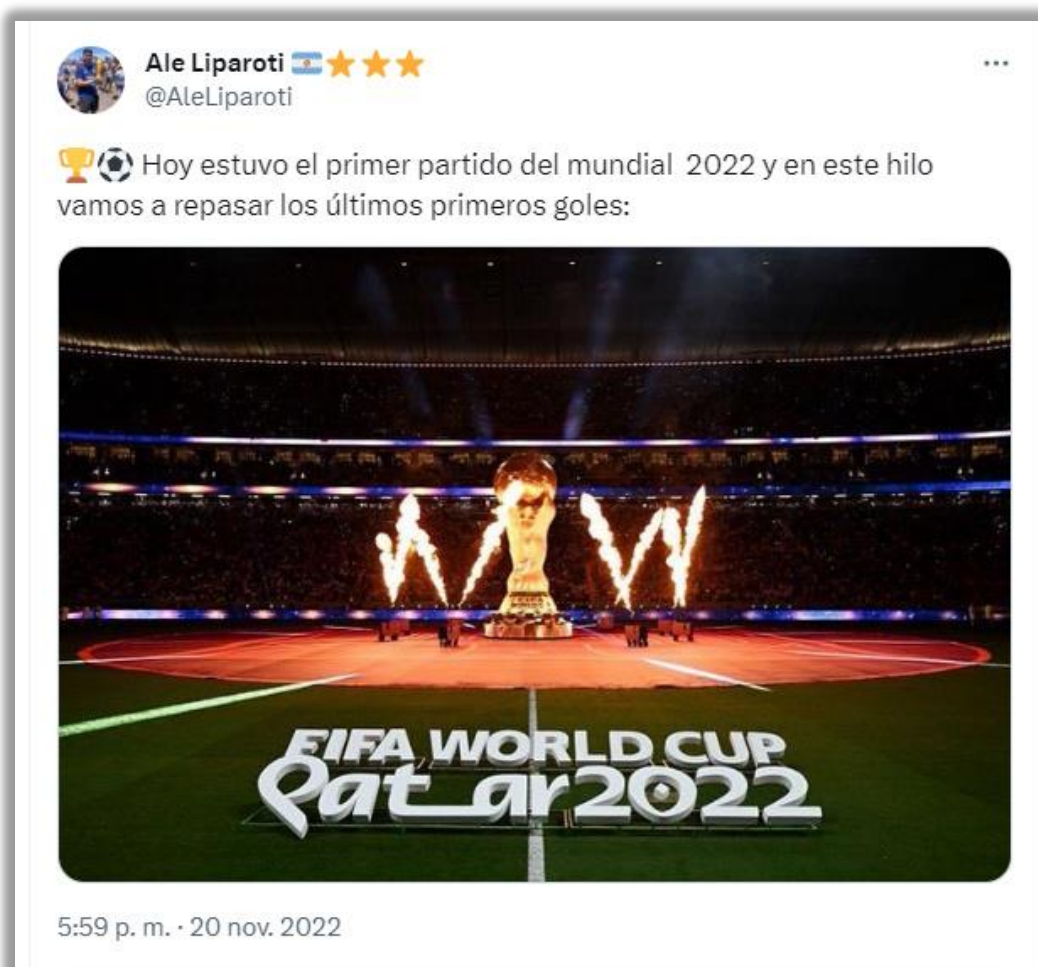 Ale Liparoti 🇦🇷⭐⭐⭐
@AleLiparoti
🏆⚽ Hoy estuvo el primer partido del mundial 2022 y en este hilo
vamos a repasar los últimos primeros goles:
FIFA WORLD CUP
Qatar2022
5:59 p. m. · 20 nov. 2022